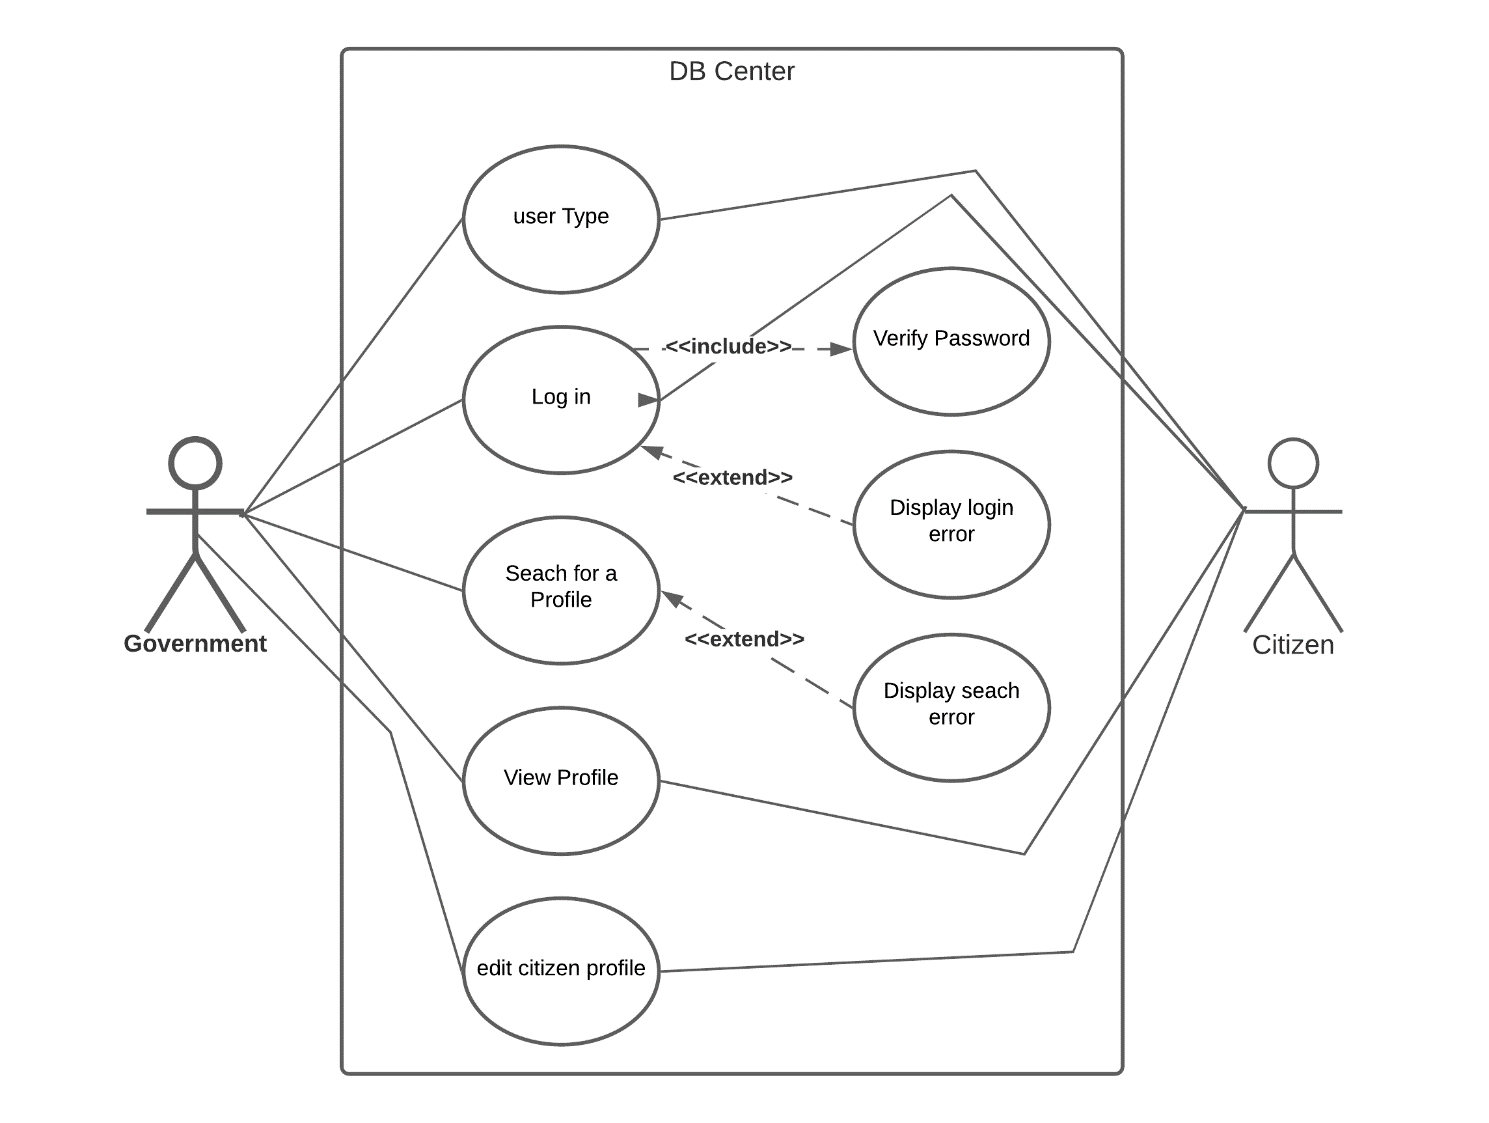 DB Center
user Type
<<include>>
Verify Password
Log in
<<extend>>
Display login
error
Seach for a
Profile
<<extend>>
Government
Citizen
Display seach
error
View Profile
edit citizen profile